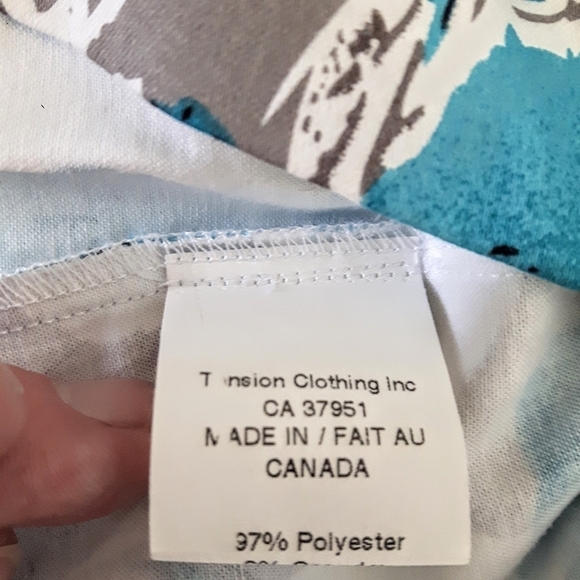 Tension Clothing Inc
CA 37951
MADE IN / FAIT AU
CANADA
97% Polyester